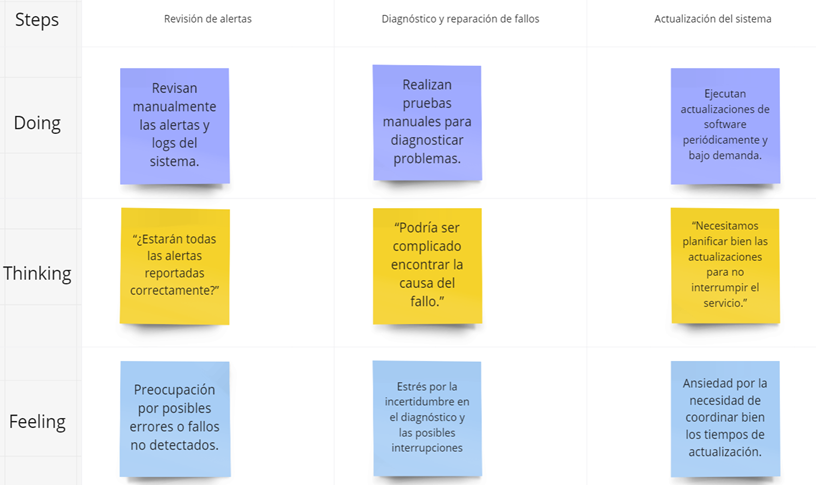 Steps
Revisión de alertas
Diagnóstico y reparación de fallos
Actualización del sistema
Doing
Revisan
manualmente
las alertas y
logs del
sistema.
Realizan
pruebas
manuales para
diagnosticar
problemas.
Ejecutan
actualizaciones de
software
periódicamente y
bajo demanda.
Thinking
“¿Estarán todas
las alertas
reportadas
correctamente?”
“Podría ser
complicado
encontrar la
causa del
fallo.”
“Necesitamos
planificar bien las
actualizaciones
para no
interrumpir el
servicio.”
Feeling
Preocupación
por posibles
errores o fallos
no detectados.
Estrés por la
incertidumbre en
el diagnóstico y
las posibles
interrupciones
Ansiedad por la
necesidad de
coordinar bien
los tiempos de
actualización.